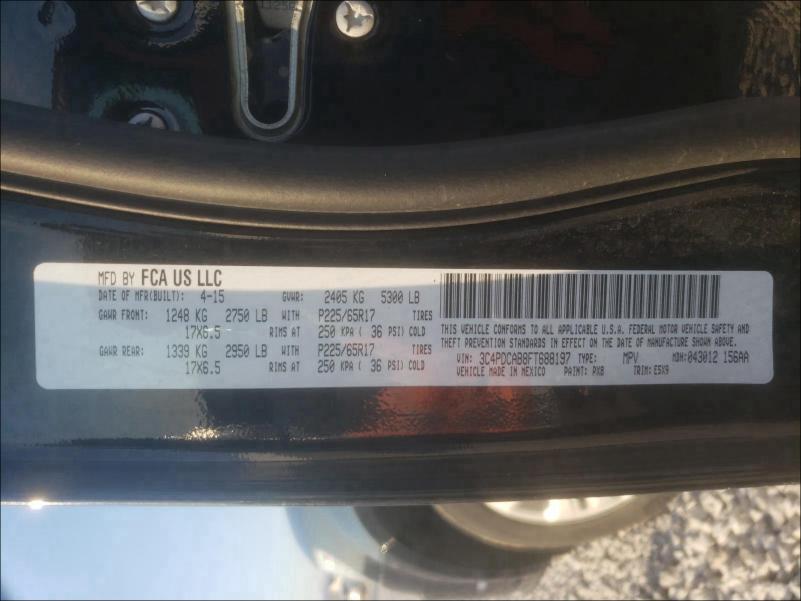 MFD BY FCA US LLC
DATE OF MFR(BUILT): 4-15 GVWR: 2405 KG 5300 LB
GAWR FRONT: 1248 KG 2750 LB WITH P225/65R17 TIRES
17X6.5 RIMS AT 250 KPA ( 36 PSI) COLD
GAWR REAR: 1339 KG 2950 LB WITH P225/65R17 TIRES
17X6.5 RIMS AT 250 KPA ( 36 PSI) COLD
THIS VEHICLE CONFORMS TO ALL APPLICABLE U.S.A. FEDERAL MOTOR VEHICLE SAFETY AND
THEFT PREVENTION STANDARDS IN EFFECT ON THE DATE OF MANUFACTURE SHOWN ABOVE.
VIN: 3C4PDCAB8FT688197 TYPE: MPV MDH: 043012 156AA
VEHICLE MADE IN MEXICO PAINT: PX8 TRIM: E5X9